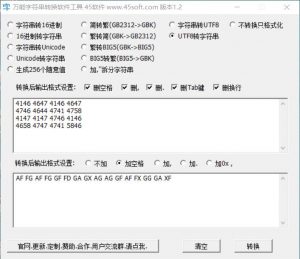 万能字符串转换软件工具 45软件 www.45soft.com 版本1.2
字符串转16进制 简转繁(GB2312->GBK) 字符串转UTF8 不转换只格式化
16进制转字符串 繁转简(GBK->GB2312) UTF8转字符串
字符串转Unicode 繁转BIG5(GBK->BIG5)
Unicode转字符串 BIG5转繁(BIG5->GBK)
生成256个随意值 加,"拆分字符串
转换后输出格式设置: 删空格 删, 删. 删Tab键 删换行
4146 4647 4146 4647
4746 4644 4741 4758
4147 4147 4746 4146
4658 4747 4741 5846
转换后输出格式设置: 不加 加空格 加, 加. 加0x ,
AF FG AF FG GF FD GA GX AG AG GF AF FX GG GA XF
官网.更新.定制.赞助.合作.用户交流群.请点我. 清空 转换